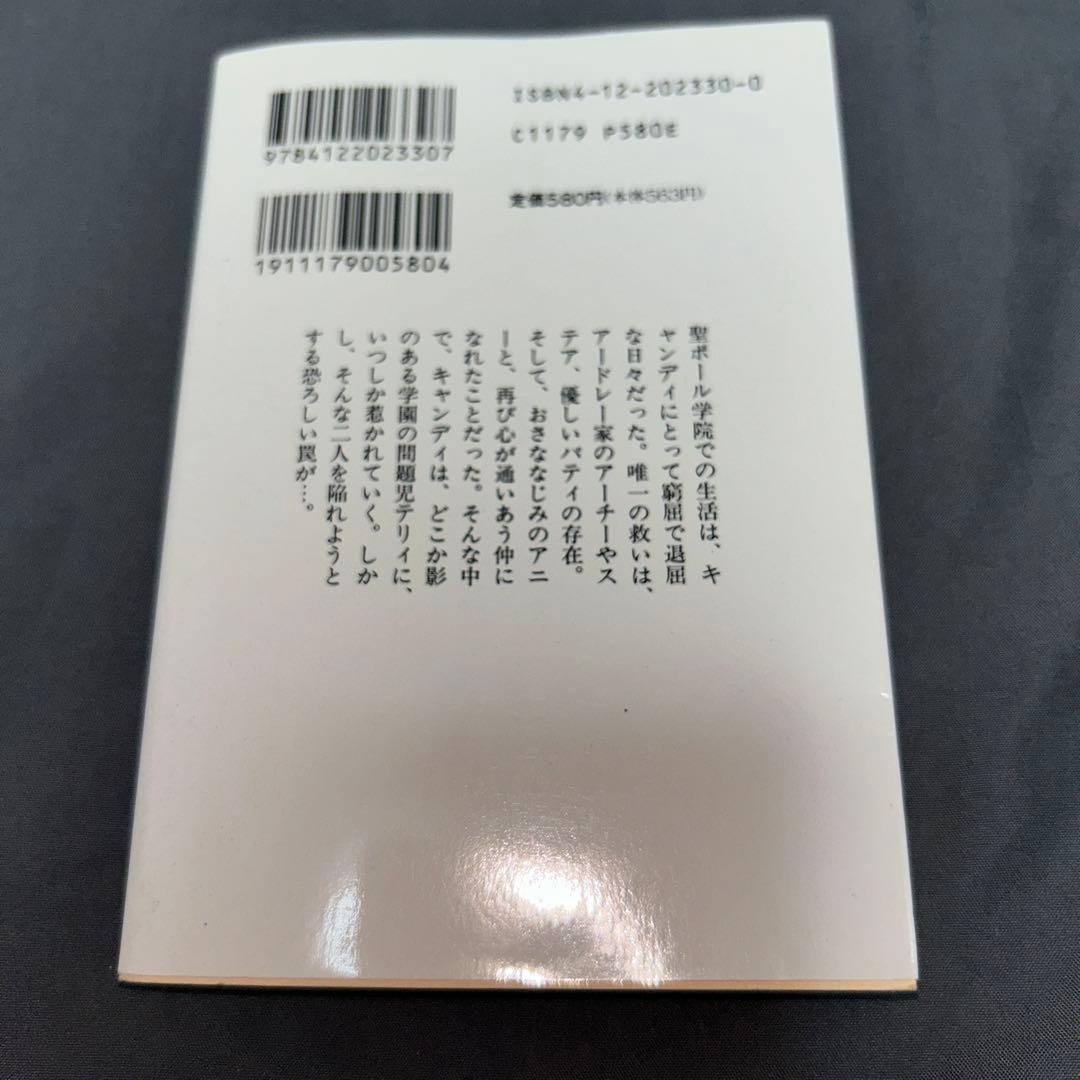 9784122023307
ISBN4-12-202330-0
C1179 P580E
定価580円(本体563円)
1911179005804
聖ポール学院での生活は、キ
ャンディにとって窮屈で退屈
な日々だった。唯一の救いは、
アードレー家のアーチーやス
テア、優しいパティの存在。
そして、おさななじみのアニ
ーと、再び心が通いあう仲に
なれたことだった。そんな中
で、キャンディは、どこか影
のある学園の問題児テリィに、
いつしか惹かれていく。しか
し、そんな二人を陥れようと
する恐ろしい罠が…。